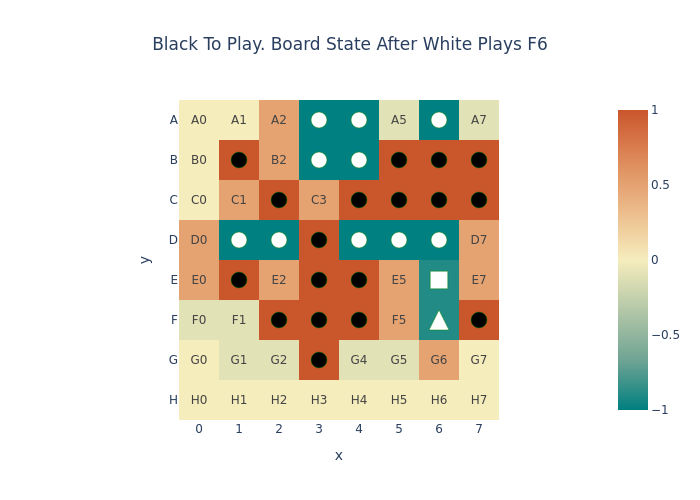 Black To Play. Board State After White Plays F6
A A0 A1 A2 A5 A7
B B0 B2
C C0 C1 C3
D D0 D7
E E0 E2 E5 E7
F F0 F1 F5
G G0 G1 G2 G4 G5 G6 G7
H H0 H1 H2 H3 H4 H5 H6 H7
0 1 2 3 4 5 6 7
x
y
1
0.5
0
−0.5
−1